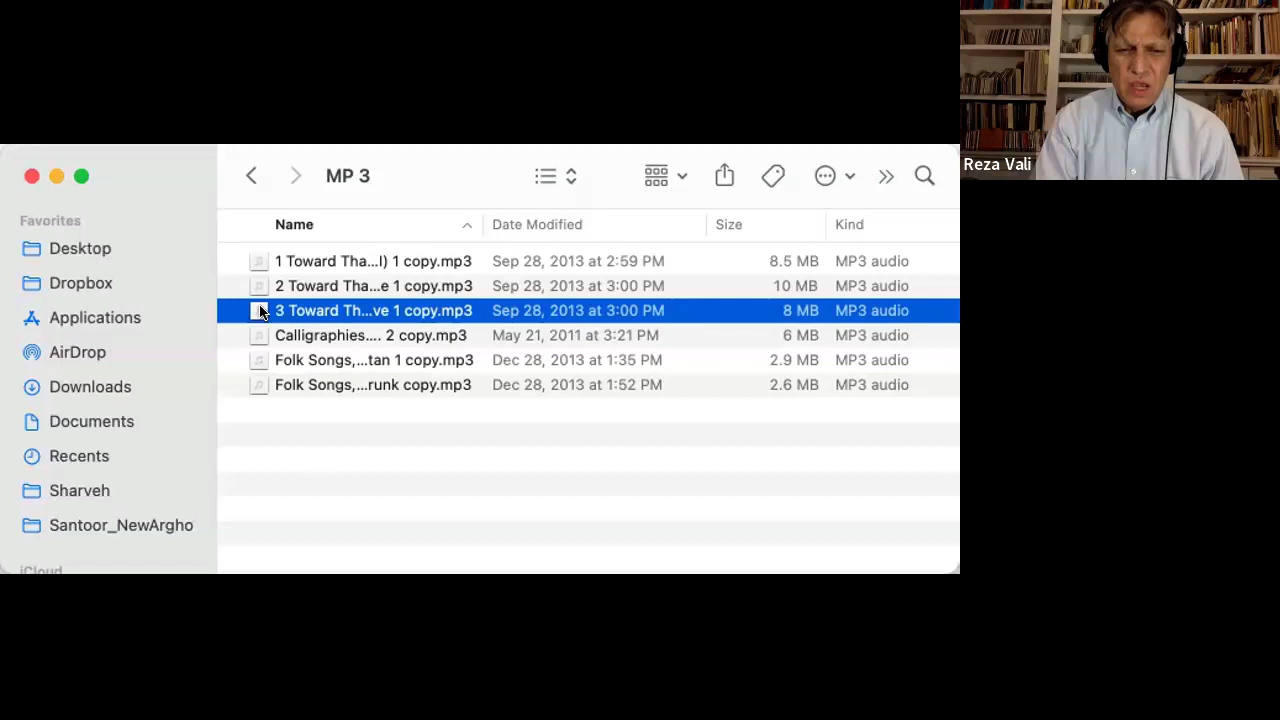 Reza Vali
MP 3
Favorites
Desktop
Dropbox
Applications
AirDrop
Downloads
Documents
Recents
Sharveh
Santoor_NewArgho
iCloud
Name Date Modified Size Kind
1 Toward Tha...l) 1 copy.mp3 Sep 28, 2013 at 2:59 PM 8.5 MB MP3 audio
2 Toward Tha...e 1 copy.mp3 Sep 28, 2013 at 3:00 PM 10 MB MP3 audio
3 Toward Th...ve 1 copy.mp3 Sep 28, 2013 at 3:00 PM 8 MB MP3 audio
Calligraphies.... 2 copy.mp3 May 21, 2011 at 3:21 PM 6 MB MP3 audio
Folk Songs,...tan 1 copy.mp3 Dec 28, 2013 at 1:35 PM 2.9 MB MP3 audio
Folk Songs,...runk copy.mp3 Dec 28, 2013 at 1:52 PM 2.6 MB MP3 audio